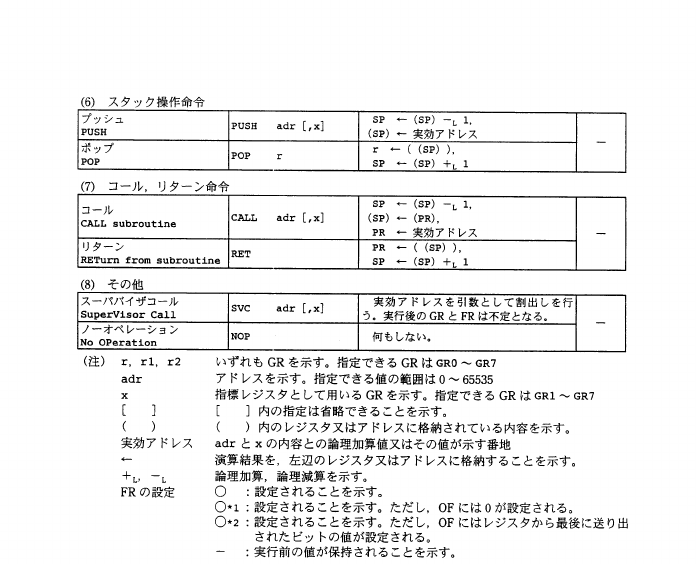 (6) スタック操作命令
プッシュ
PUSH
PUSH adr [,x]
SP ← (SP) −L 1,
(SP) ← 実効アドレス
—
ポップ
POP
POP r
r ← ( (SP) ),
SP ← (SP) +L 1
(7) コール，リターン命令
コール
CALL subroutine
CALL adr [,x]
SP ← (SP) −L 1,
(SP) ← (PR),
PR ← 実効アドレス
—
リターン
RETurn from subroutine
RET
PR ← ( (SP) ),
SP ← (SP) +L 1
(8) その他
スーパバイザコール
SuperVisor Call
SVC adr [,x]
実効アドレスを引数として割出しを行
う。実行後の GR と FR は不定となる。
—
ノーオペレーション
No OPeration
NOP
何もしない。
（注） r, r1, r2 いずれも GR を示す。指定できる GR は GR0 ～ GR7
adr アドレスを示す。指定できる値の範囲は 0 ～ 65535
x 指標レジスタとして用いる GR を示す。指定できる GR は GR1 ～ GR7
[ ] [ ] 内の指定は省略できることを示す。
( ) ( ) 内のレジスタ又はアドレスに格納されている内容を示す。
実効アドレス adr と x の内容との論理加算値又はその値が示す番地
← 演算結果を，左辺のレジスタ又はアドレスに格納することを示す。
+L, −L 論理加算，論理減算を示す。
FR の設定 ○ ：設定されることを示す。
○*1：設定されることを示す。ただし，OF には 0 が設定される。
○*2：設定されることを示す。ただし，OF にはレジスタから最後に送り出
されたビットの値が設定される。
− ：実行前の値が保持されることを示す。